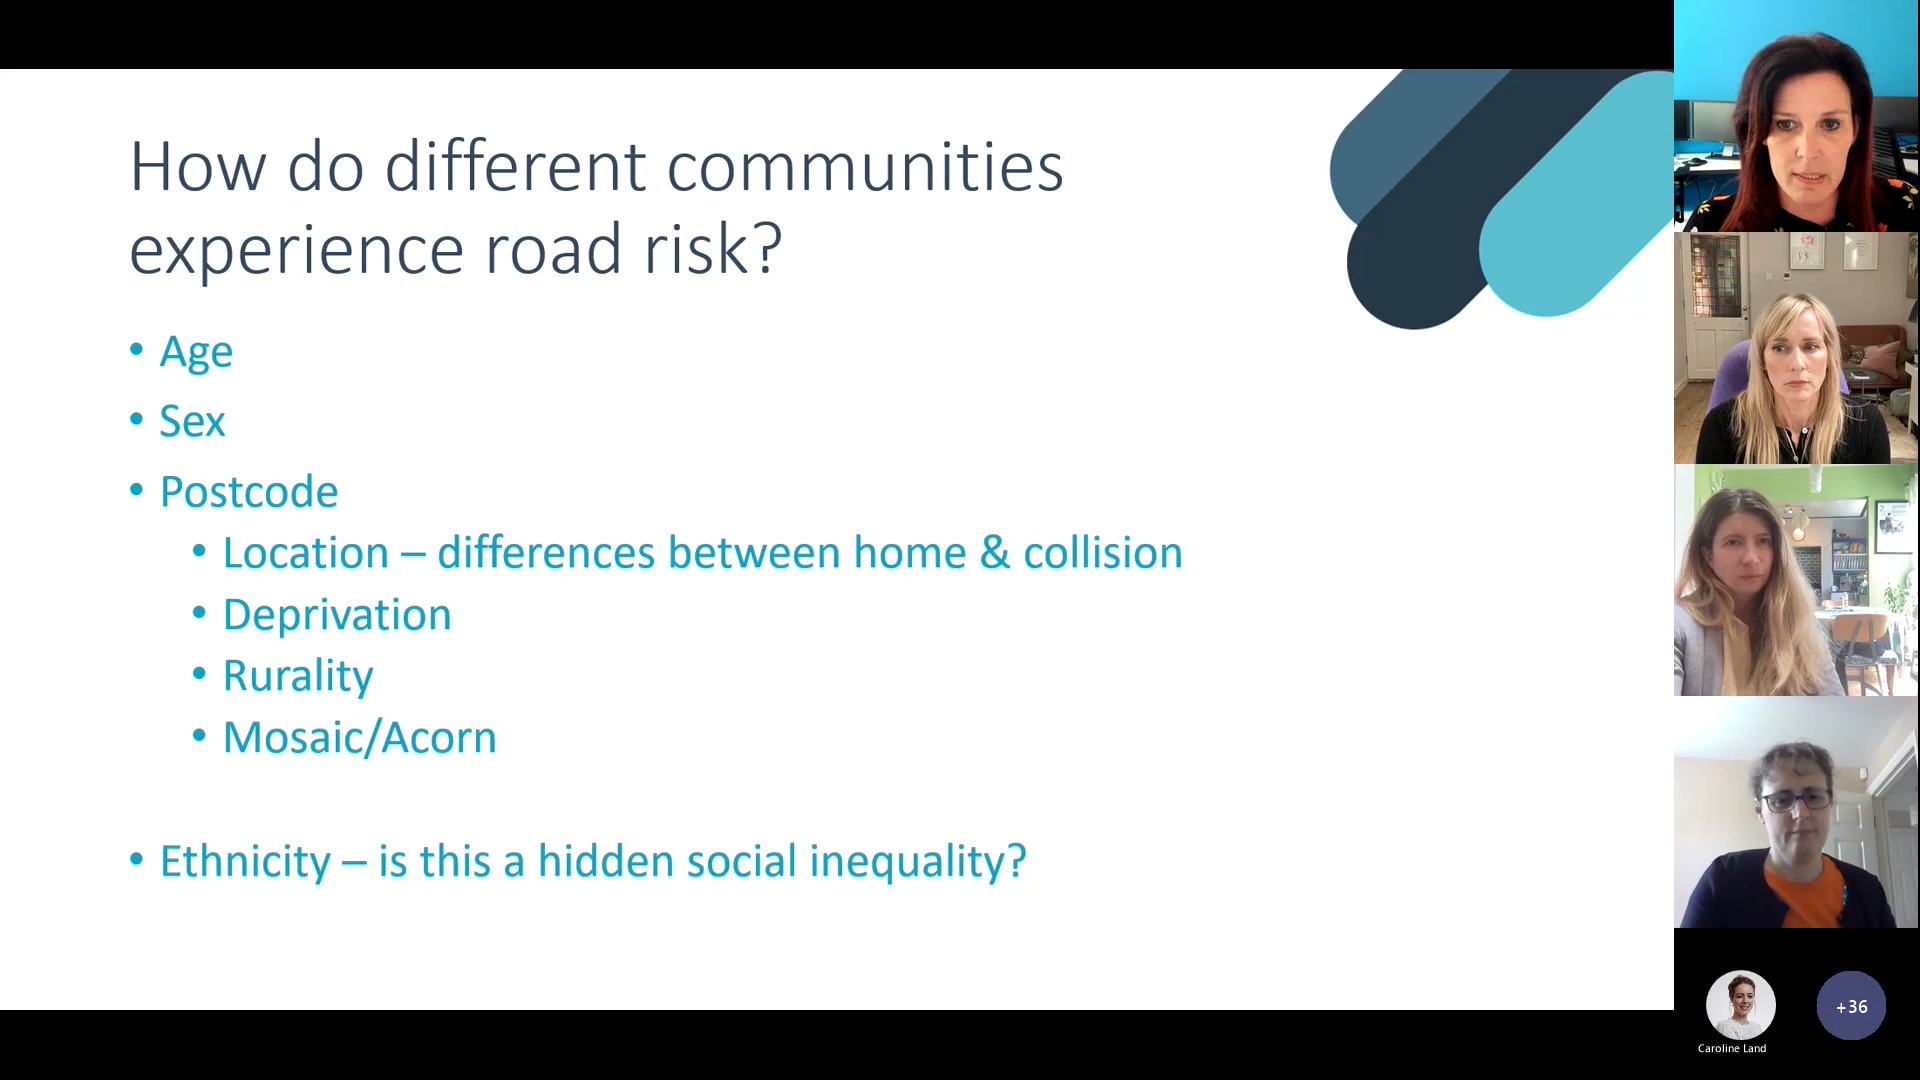 How do different communities
experience road risk?
• Age
• Sex
• Postcode
• Location – differences between home & collision
• Deprivation
• Rurality
• Mosaic/Acorn
• Ethnicity – is this a hidden social inequality?
+36
Caroline Land